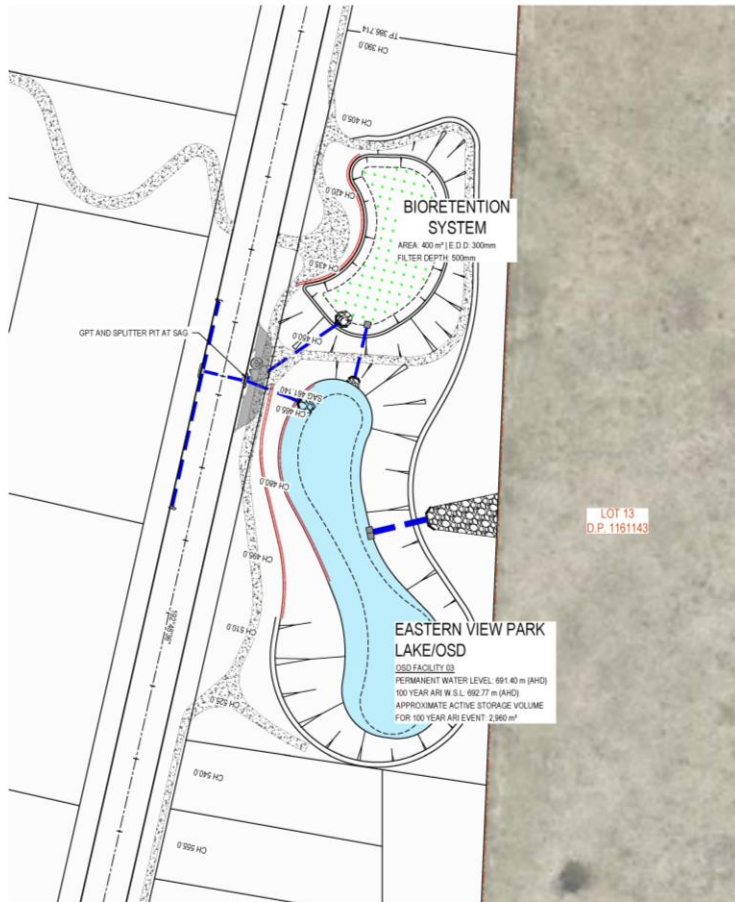 TP 386.714
CH 390.0
CH 405.0
CH 420.0
BIORETENTION
SYSTEM
AREA: 400 m² | E.D.D: 300mm
FILTER DEPTH: 500mm
CH 435.0
GPT AND SPLITTER PIT AT SAG
CH 450.0
SAG 461.140
CH 465.0
CH 480.0
LOT 13
D.P. 1161143
CH 495.0
CH 510.0
EASTERN VIEW PARK
LAKE/OSD
OSD FACILITY 03
PERMANENT WATER LEVEL: 691.40 m (AHD)
100 YEAR ARI W.S.L: 692.77 m (AHD)
APPROXIMATE ACTIVE STORAGE VOLUME
FOR 100 YEAR ARI EVENT: 2,960 m³
CH 525.0
CH 540.0
CH 555.0